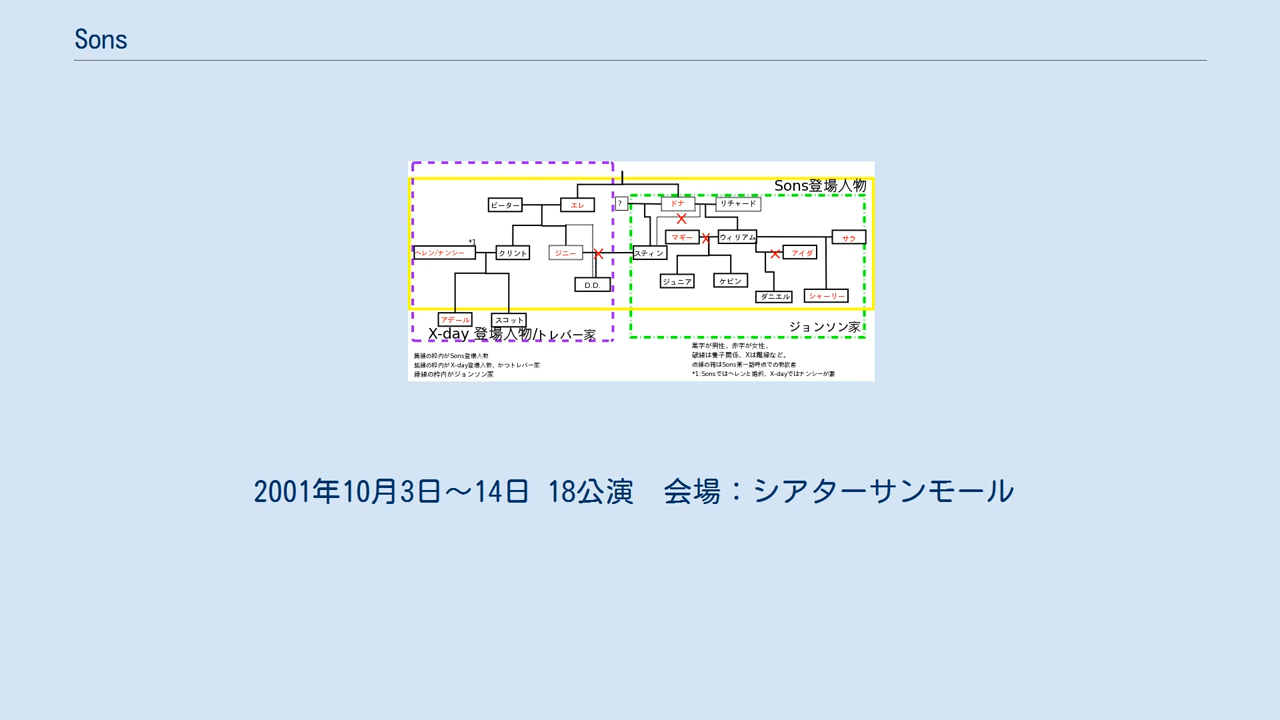 Sons
Sons登場人物
ピーター
エレ
?
ドナ
リチャード
*1
ヘレン/ナンシー
クリント
ジニー
スティン
マギー
ウィリアム
サラ
アイダ
D.D.
ジュニア
ケビン
ダニエル
シャーリー
アデール
スコット
X-day 登場人物/トレバー家
ジョンソン家
黄線の枠内がSons登場人物
紫線の枠内がX-day登場人物、かつトレバー家
緑線の枠内がジョンソン家
黒字が男性、赤字が女性。
破線は養子関係、Xは離縁など。
点線の箱はSons第一話時点での物故者
*1:Sonsではヘレンと婚約、X-dayではナンシーが妻
2001年10月3日～14日 18公演　会場：シアターサンモール